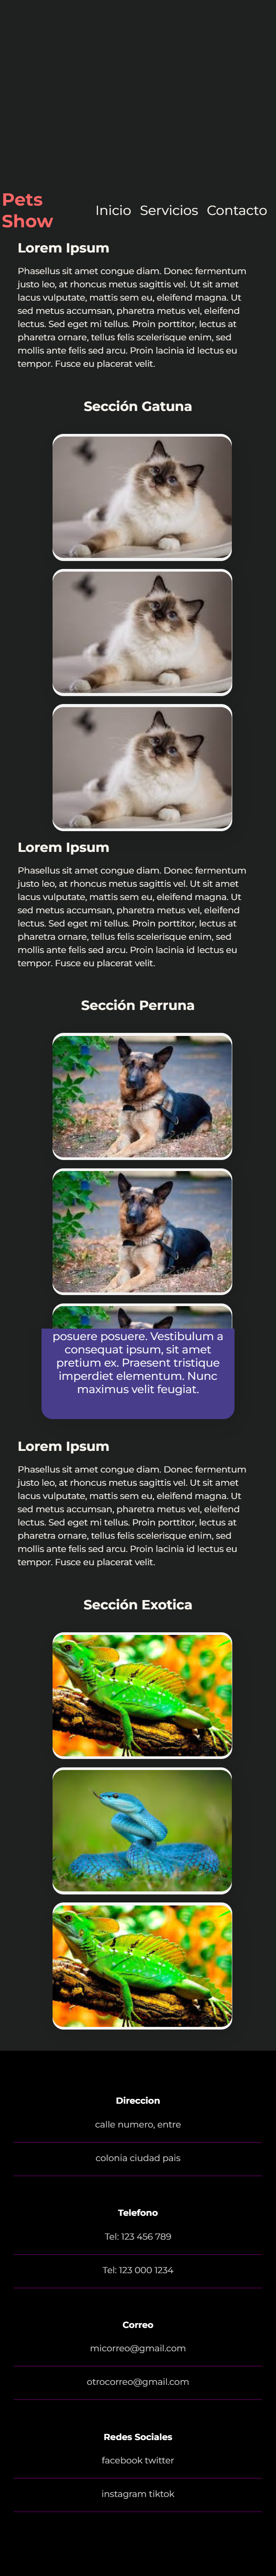 Pets
Show
Inicio Servicios Contacto
Lorem Ipsum
Phasellus sit amet congue diam. Donec fermentum
justo leo, at rhoncus metus sagittis vel. Ut sit amet
lacus vulputate, mattis sem eu, eleifend magna. Ut
sed metus accumsan, pharetra metus vel, eleifend
lectus. Sed eget mi tellus. Proin porttitor, lectus at
pharetra ornare, tellus felis scelerisque enim, sed
mollis ante felis sed arcu. Proin lacinia id lectus eu
tempor. Fusce eu placerat velit.
Sección Gatuna
Lorem Ipsum
Phasellus sit amet congue diam. Donec fermentum
justo leo, at rhoncus metus sagittis vel. Ut sit amet
lacus vulputate, mattis sem eu, eleifend magna. Ut
sed metus accumsan, pharetra metus vel, eleifend
lectus. Sed eget mi tellus. Proin porttitor, lectus at
pharetra ornare, tellus felis scelerisque enim, sed
mollis ante felis sed arcu. Proin lacinia id lectus eu
tempor. Fusce eu placerat velit.
Sección Perruna
posuere posuere. Vestibulum a
consequat ipsum, sit amet
pretium ex. Praesent tristique
imperdiet elementum. Nunc
maximus velit feugiat.
Lorem Ipsum
Phasellus sit amet congue diam. Donec fermentum
justo leo, at rhoncus metus sagittis vel. Ut sit amet
lacus vulputate, mattis sem eu, eleifend magna. Ut
sed metus accumsan, pharetra metus vel, eleifend
lectus. Sed eget mi tellus. Proin porttitor, lectus at
pharetra ornare, tellus felis scelerisque enim, sed
mollis ante felis sed arcu. Proin lacinia id lectus eu
tempor. Fusce eu placerat velit.
Sección Exotica
Direccion
calle numero, entre
colonia ciudad pais
Telefono
Tel: 123 456 789
Tel: 123 000 1234
Correo
micorreo@gmail.com
otrocorreo@gmail.com
Redes Sociales
facebook twitter
instagram tiktok